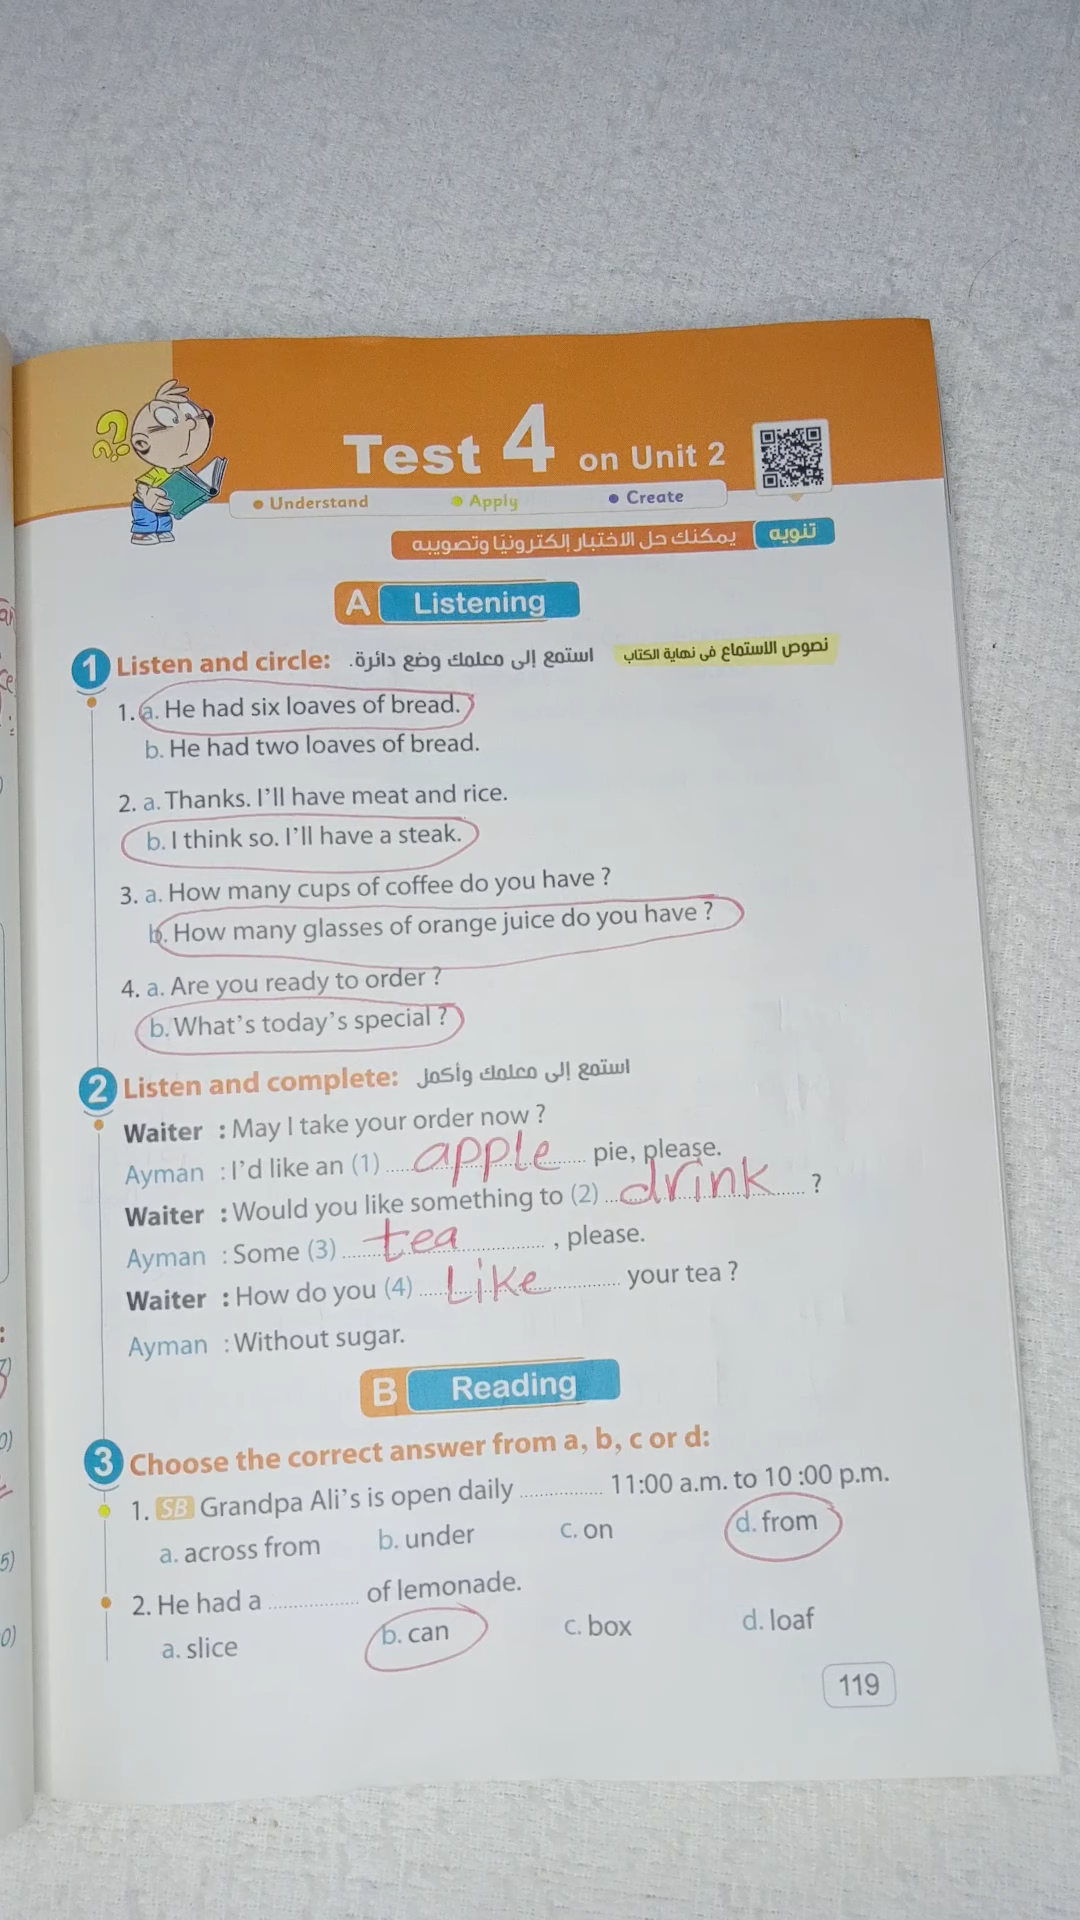 Test 4 on Unit 2
Understand Apply Create
تنويه يمكنك حل الاختبار إلكترونيًا وتصويبه
A Listening
1 Listen and circle: استمع إلى معلمك وضع دائرة. نصوص الاستماع فى نهاية الكتاب
1. a. He had six loaves of bread.
b. He had two loaves of bread.
2. a. Thanks. I'll have meat and rice.
b. I think so. I'll have a steak.
3. a. How many cups of coffee do you have ?
b. How many glasses of orange juice do you have ?
4. a. Are you ready to order ?
b. What's today's special ?
2 Listen and complete: استمع إلى معلمك وأكمل
Waiter : May I take your order now ?
Ayman : I'd like an (1) apple pie, please.
Waiter : Would you like something to (2) drink ?
Ayman : Some (3) tea , please.
Waiter : How do you (4) Like your tea ?
Ayman : Without sugar.
B Reading
3 Choose the correct answer from a, b, c or d:
1. SB Grandpa Ali's is open daily ............... 11:00 a.m. to 10 :00 p.m.
a. across from b. under c. on d. from
2. He had a ............... of lemonade.
a. slice b. can c. box d. loaf
119